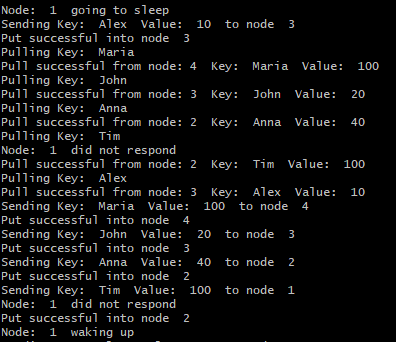 Node:  1  going to sleep
Sending Key:  Alex  Value:  10  to node  3
Put successful into node  3
Pulling Key:  Maria
Pull successful from node: 4  Key:  Maria  Value:  100
Pulling Key:  John
Pull successful from node: 3  Key:  John  Value:  20
Pulling Key:  Anna
Pull successful from node: 2  Key:  Anna  Value:  40
Pulling Key:  Tim
Node:  1  did not respond
Pull successful from node: 2  Key:  Tim  Value:  100
Pulling Key:  Alex
Pull successful from node: 3  Key:  Alex  Value:  10
Sending Key:  Maria  Value:  100  to node  4
Put successful into node  4
Sending Key:  John  Value:  20  to node  3
Put successful into node  3
Sending Key:  Anna  Value:  40  to node  2
Put successful into node  2
Sending Key:  Tim  Value:  100  to node  1
Node:  1  did not respond
Put successful into node  2
Node:  1  waking up